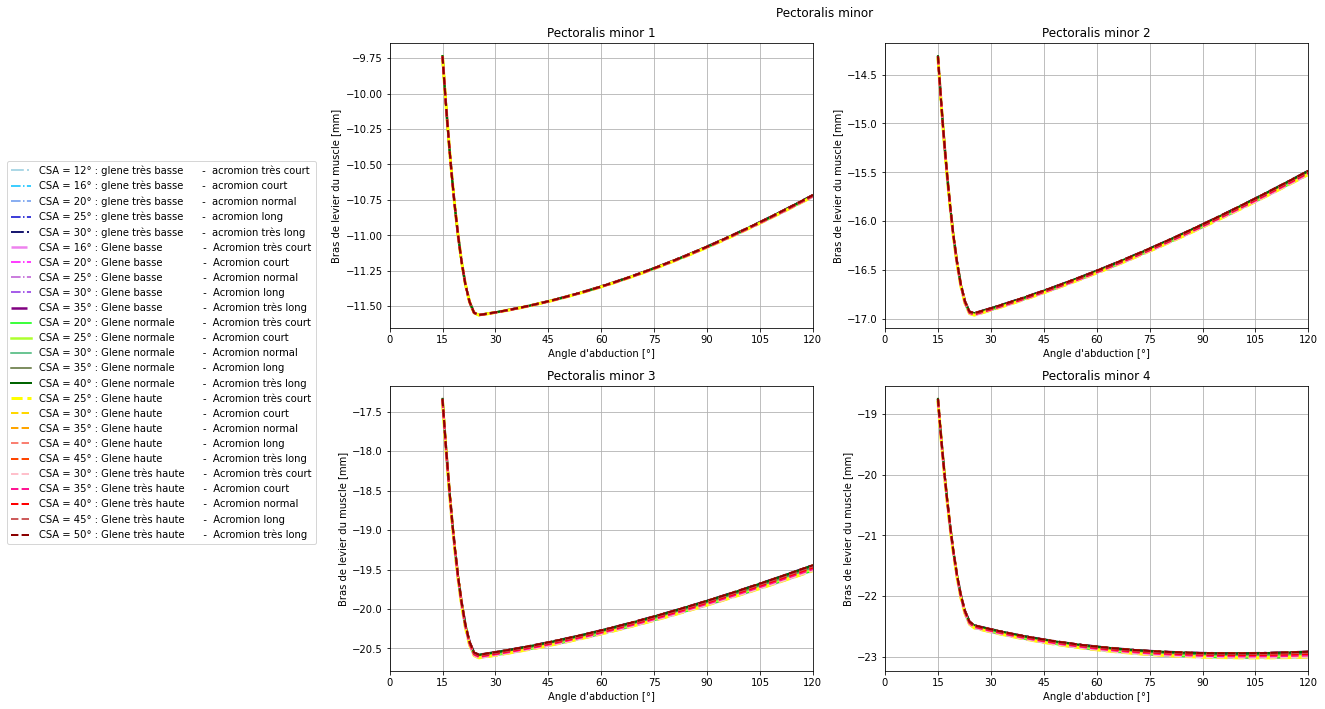 Pectoralis minor
CSA = 12° : glene très basse - acromion très court
CSA = 16° : glene très basse - acromion court
CSA = 20° : glene très basse - acromion normal
CSA = 25° : glene très basse - acromion long
CSA = 30° : glene très basse - acromion très long
CSA = 16° : Glene basse - Acromion très court
CSA = 20° : Glene basse - Acromion court
CSA = 25° : Glene basse - Acromion normal
CSA = 30° : Glene basse - Acromion long
CSA = 35° : Glene basse - Acromion très long
CSA = 20° : Glene normale - Acromion très court
CSA = 25° : Glene normale - Acromion court
CSA = 30° : Glene normale - Acromion normal
CSA = 35° : Glene normale - Acromion long
CSA = 40° : Glene normale - Acromion très long
CSA = 25° : Glene haute - Acromion très court
CSA = 30° : Glene haute - Acromion court
CSA = 35° : Glene haute - Acromion normal
CSA = 40° : Glene haute - Acromion long
CSA = 45° : Glene haute - Acromion très long
CSA = 30° : Glene très haute - Acromion très court
CSA = 35° : Glene très haute - Acromion court
CSA = 40° : Glene très haute - Acromion normal
CSA = 45° : Glene très haute - Acromion long
CSA = 50° : Glene très haute - Acromion très long
Pectoralis minor 1
Bras de levier du muscle [mm]
−9.75
−10.00
−10.25
−10.50
−10.75
−11.00
−11.25
−11.50
0 15 30 45 60 75 90 105 120
Angle d'abduction [°]
Pectoralis minor 2
Bras de levier du muscle [mm]
−14.5
−15.0
−15.5
−16.0
−16.5
−17.0
0 15 30 45 60 75 90 105 120
Angle d'abduction [°]
Pectoralis minor 3
Bras de levier du muscle [mm]
−17.5
−18.0
−18.5
−19.0
−19.5
−20.0
−20.5
0 15 30 45 60 75 90 105 120
Angle d'abduction [°]
Pectoralis minor 4
Bras de levier du muscle [mm]
−19
−20
−21
−22
−23
0 15 30 45 60 75 90 105 120
Angle d'abduction [°]